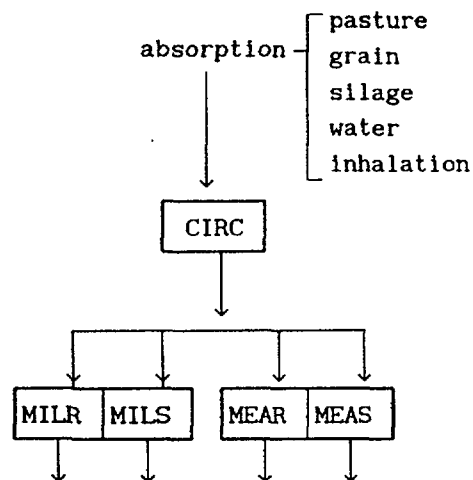 pasture
absorption
grain
silage
water
inhalation
CIRC
MILR MILS MEAR MEAS